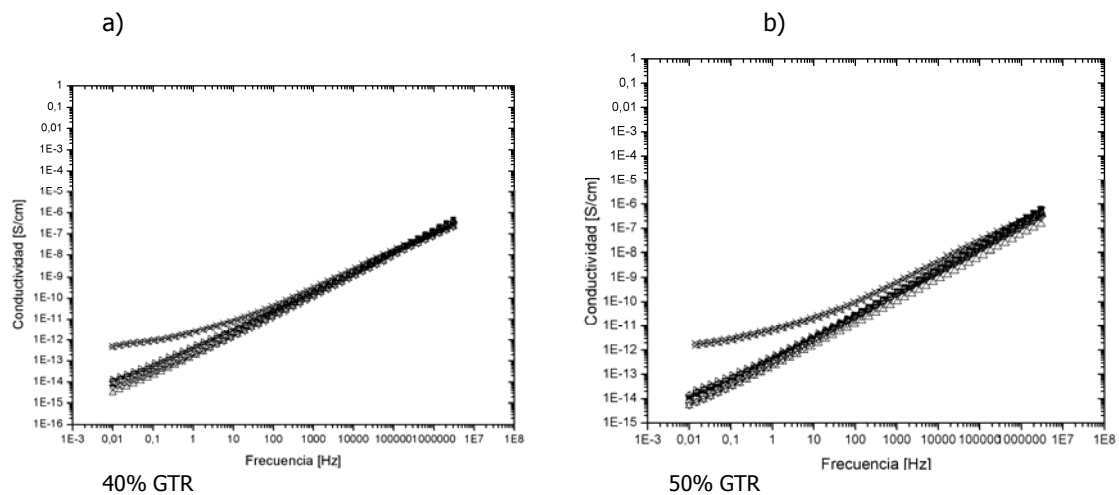 a)
b)
1
0,1
0,01
1E-3
1E-4
1E-5
1E-6
1E-7
1E-8
1E-9
1E-10
1E-11
1E-12
1E-13
1E-14
1E-15
1E-16
Conductividad [S/cm]
1E-3 0,01 0,1 1 10 100 1000 10000 100000 1000000 1E7 1E8
Frecuencia [Hz]
40% GTR
1
0,1
0,01
1E-3
1E-4
1E-5
1E-6
1E-7
1E-8
1E-9
1E-10
1E-11
1E-12
1E-13
1E-14
1E-15
Conductividad [S/cm]
1E-3 0,01 0,1 1 10 100 1000 10000 100000 1000000 1E7 1E8
Frecuencia [Hz]
50% GTR